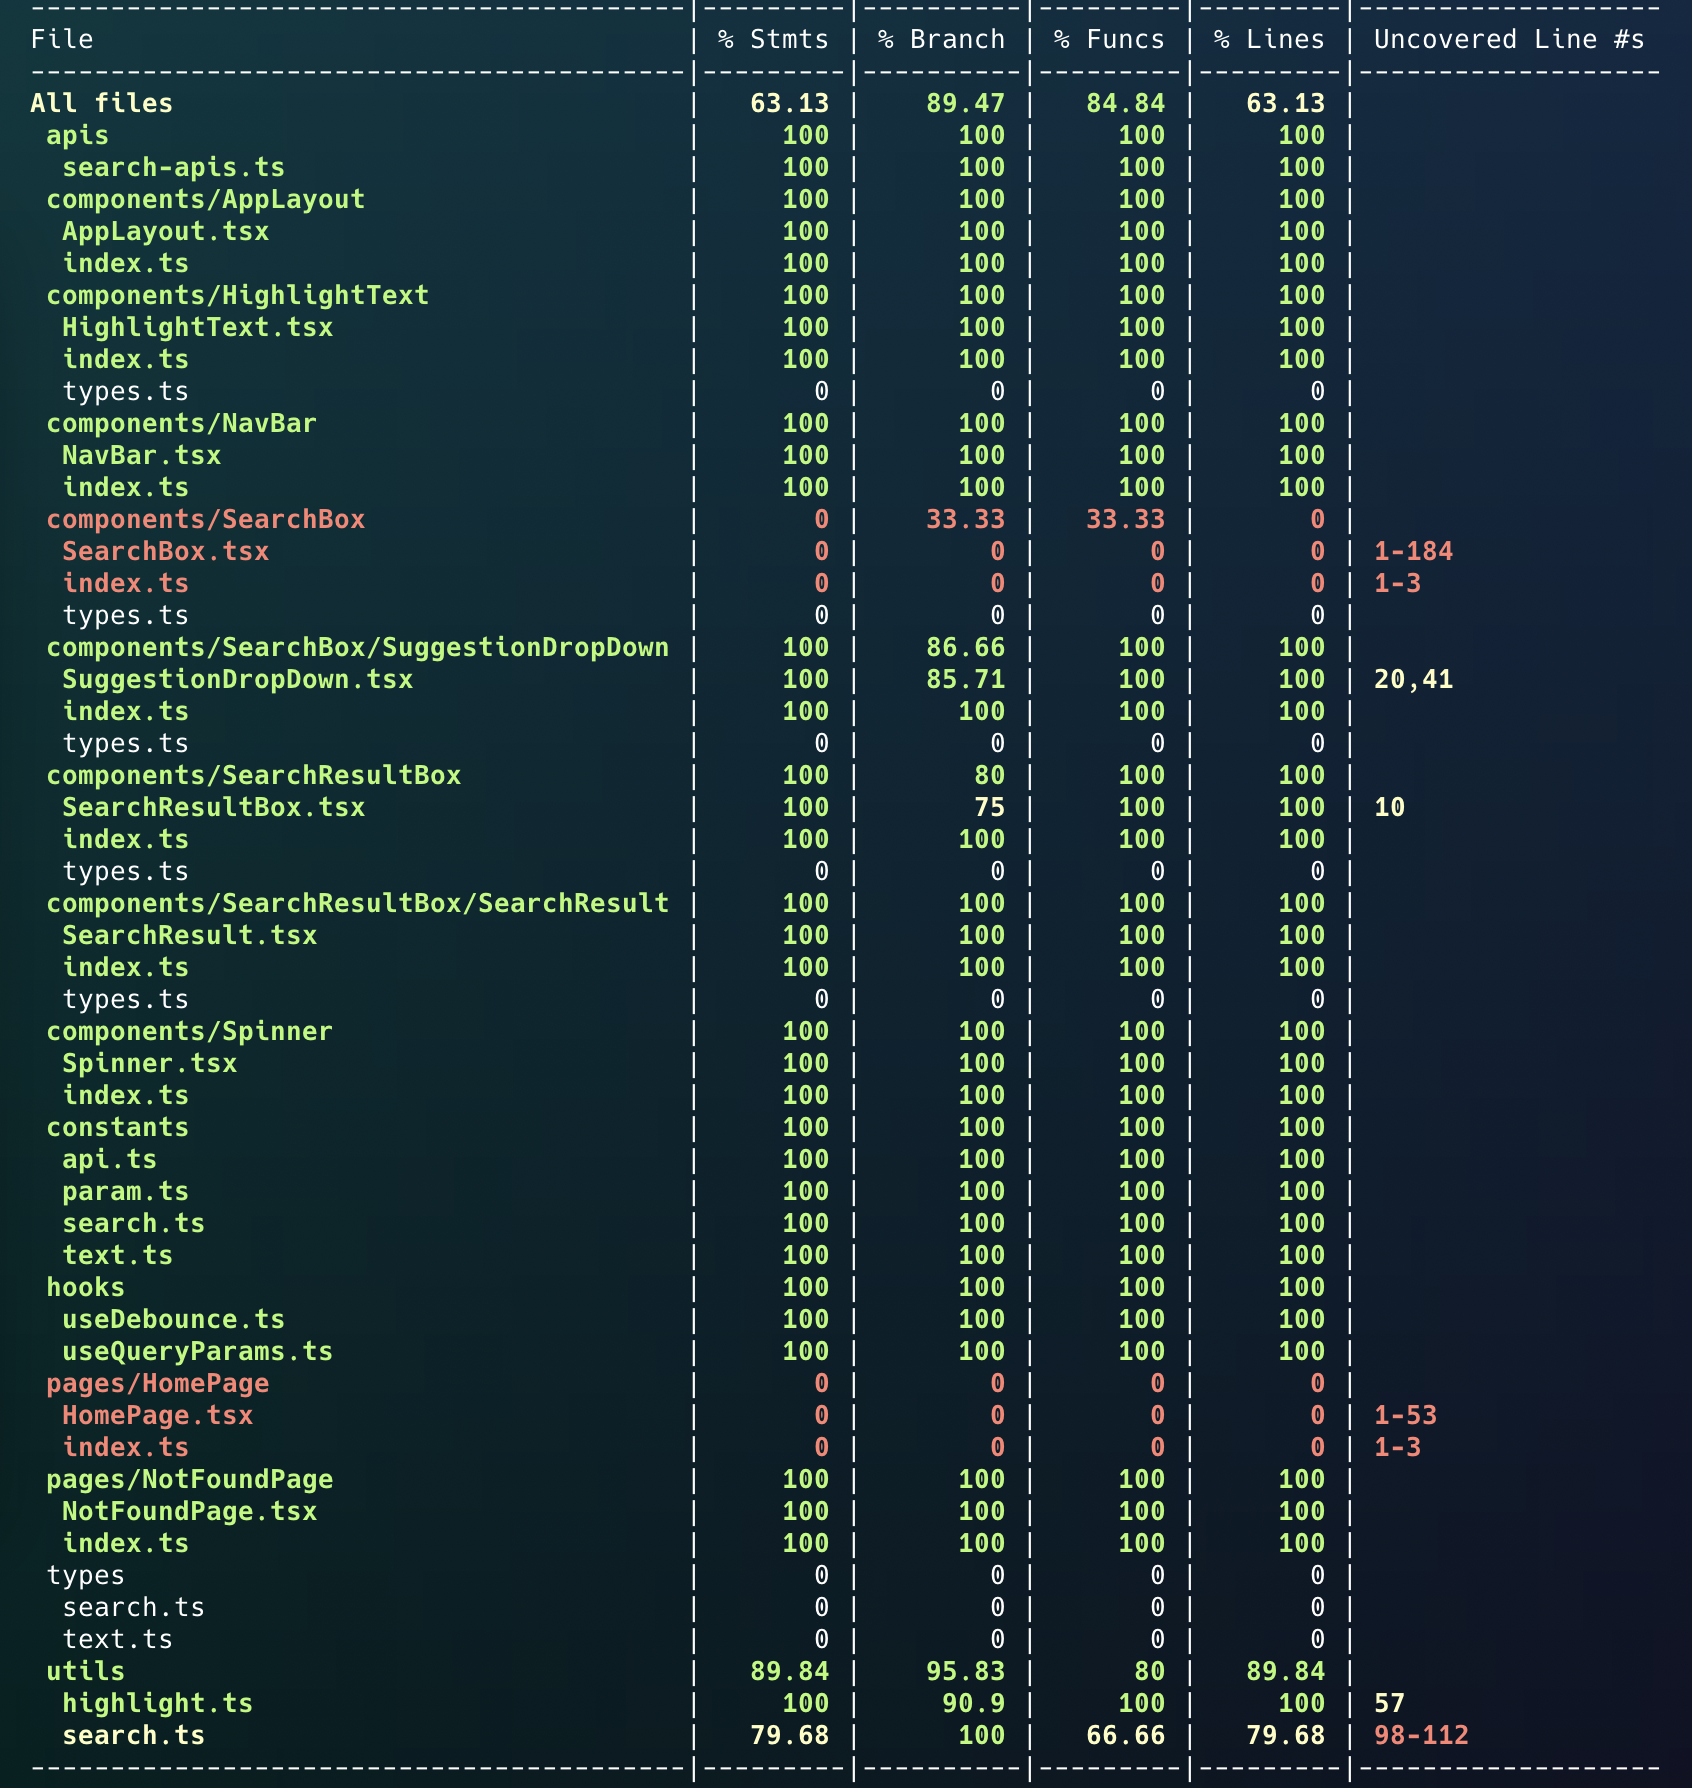 -----------------------------------------|---------|----------|---------|---------|-------------------
File                                     | % Stmts | % Branch | % Funcs | % Lines | Uncovered Line #s
-----------------------------------------|---------|----------|---------|---------|-------------------
All files                                |   63.13 |    89.47 |   84.84 |   63.13 |
 apis                                    |     100 |      100 |     100 |     100 |
  search-apis.ts                         |     100 |      100 |     100 |     100 |
 components/AppLayout                    |     100 |      100 |     100 |     100 |
  AppLayout.tsx                          |     100 |      100 |     100 |     100 |
  index.ts                               |     100 |      100 |     100 |     100 |
 components/HighlightText                |     100 |      100 |     100 |     100 |
  HighlightText.tsx                      |     100 |      100 |     100 |     100 |
  index.ts                               |     100 |      100 |     100 |     100 |
  types.ts                               |       0 |        0 |       0 |       0 |
 components/NavBar                       |     100 |      100 |     100 |     100 |
  NavBar.tsx                             |     100 |      100 |     100 |     100 |
  index.ts                               |     100 |      100 |     100 |     100 |
 components/SearchBox                    |       0 |    33.33 |   33.33 |       0 |
  SearchBox.tsx                          |       0 |        0 |       0 |       0 | 1-184
  index.ts                               |       0 |        0 |       0 |       0 | 1-3
  types.ts                               |       0 |        0 |       0 |       0 |
 components/SearchBox/SuggestionDropDown |     100 |    86.66 |     100 |     100 |
  SuggestionDropDown.tsx                 |     100 |    85.71 |     100 |     100 | 20,41
  index.ts                               |     100 |      100 |     100 |     100 |
  types.ts                               |       0 |        0 |       0 |       0 |
 components/SearchResultBox              |     100 |       80 |     100 |     100 |
  SearchResultBox.tsx                    |     100 |       75 |     100 |     100 | 10
  index.ts                               |     100 |      100 |     100 |     100 |
  types.ts                               |       0 |        0 |       0 |       0 |
 components/SearchResultBox/SearchResult |     100 |      100 |     100 |     100 |
  SearchResult.tsx                       |     100 |      100 |     100 |     100 |
  index.ts                               |     100 |      100 |     100 |     100 |
  types.ts                               |       0 |        0 |       0 |       0 |
 components/Spinner                      |     100 |      100 |     100 |     100 |
  Spinner.tsx                            |     100 |      100 |     100 |     100 |
  index.ts                               |     100 |      100 |     100 |     100 |
 constants                               |     100 |      100 |     100 |     100 |
  api.ts                                 |     100 |      100 |     100 |     100 |
  param.ts                               |     100 |      100 |     100 |     100 |
  search.ts                              |     100 |      100 |     100 |     100 |
  text.ts                                |     100 |      100 |     100 |     100 |
 hooks                                   |     100 |      100 |     100 |     100 |
  useDebounce.ts                         |     100 |      100 |     100 |     100 |
  useQueryParams.ts                      |     100 |      100 |     100 |     100 |
 pages/HomePage                          |       0 |        0 |       0 |       0 |
  HomePage.tsx                           |       0 |        0 |       0 |       0 | 1-53
  index.ts                               |       0 |        0 |       0 |       0 | 1-3
 pages/NotFoundPage                      |     100 |      100 |     100 |     100 |
  NotFoundPage.tsx                       |     100 |      100 |     100 |     100 |
  index.ts                               |     100 |      100 |     100 |     100 |
 types                                   |       0 |        0 |       0 |       0 |
  search.ts                              |       0 |        0 |       0 |       0 |
  text.ts                                |       0 |        0 |       0 |       0 |
 utils                                   |   89.84 |    95.83 |      80 |   89.84 |
  highlight.ts                           |     100 |     90.9 |     100 |     100 | 57
  search.ts                              |   79.68 |      100 |   66.66 |   79.68 | 98-112
-----------------------------------------|---------|----------|---------|---------|-------------------